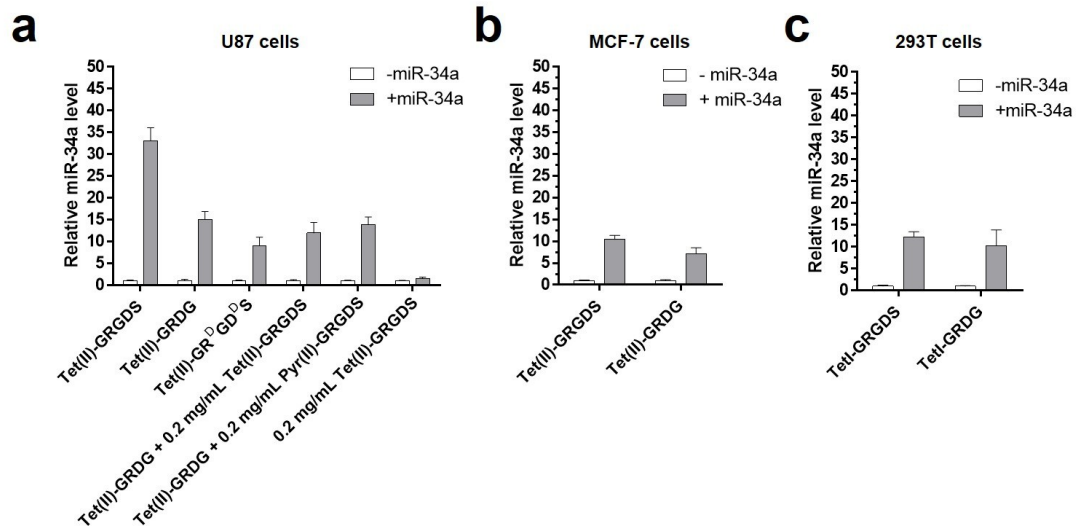 a
U87 cells
Relative miR-34a level
50
45
40
35
30
25
20
15
10
5
0
-miR-34a
+miR-34a
Tet(II)-GRGDS
Tet(II)-GRDG
Tet(II)-GRᴰGDᴰS
Tet(II)-GRDG + 0.2 mg/mL Tet(II)-GRGDS
Tet(II)-GRDG + 0.2 mg/mL Pyr(II)-GRGDS
0.2 mg/mL Tet(II)-GRGDS
b
MCF-7 cells
Relative miR-34a level
50
45
40
35
30
25
20
15
10
5
0
- miR-34a
+ miR-34a
Tet(II)-GRGDS
Tet(II)-GRDG
c
293T cells
Relative miR-34a level
50
45
40
35
30
25
20
15
10
5
0
-miR-34a
+miR-34a
TetI-GRGDS
TetI-GRDG